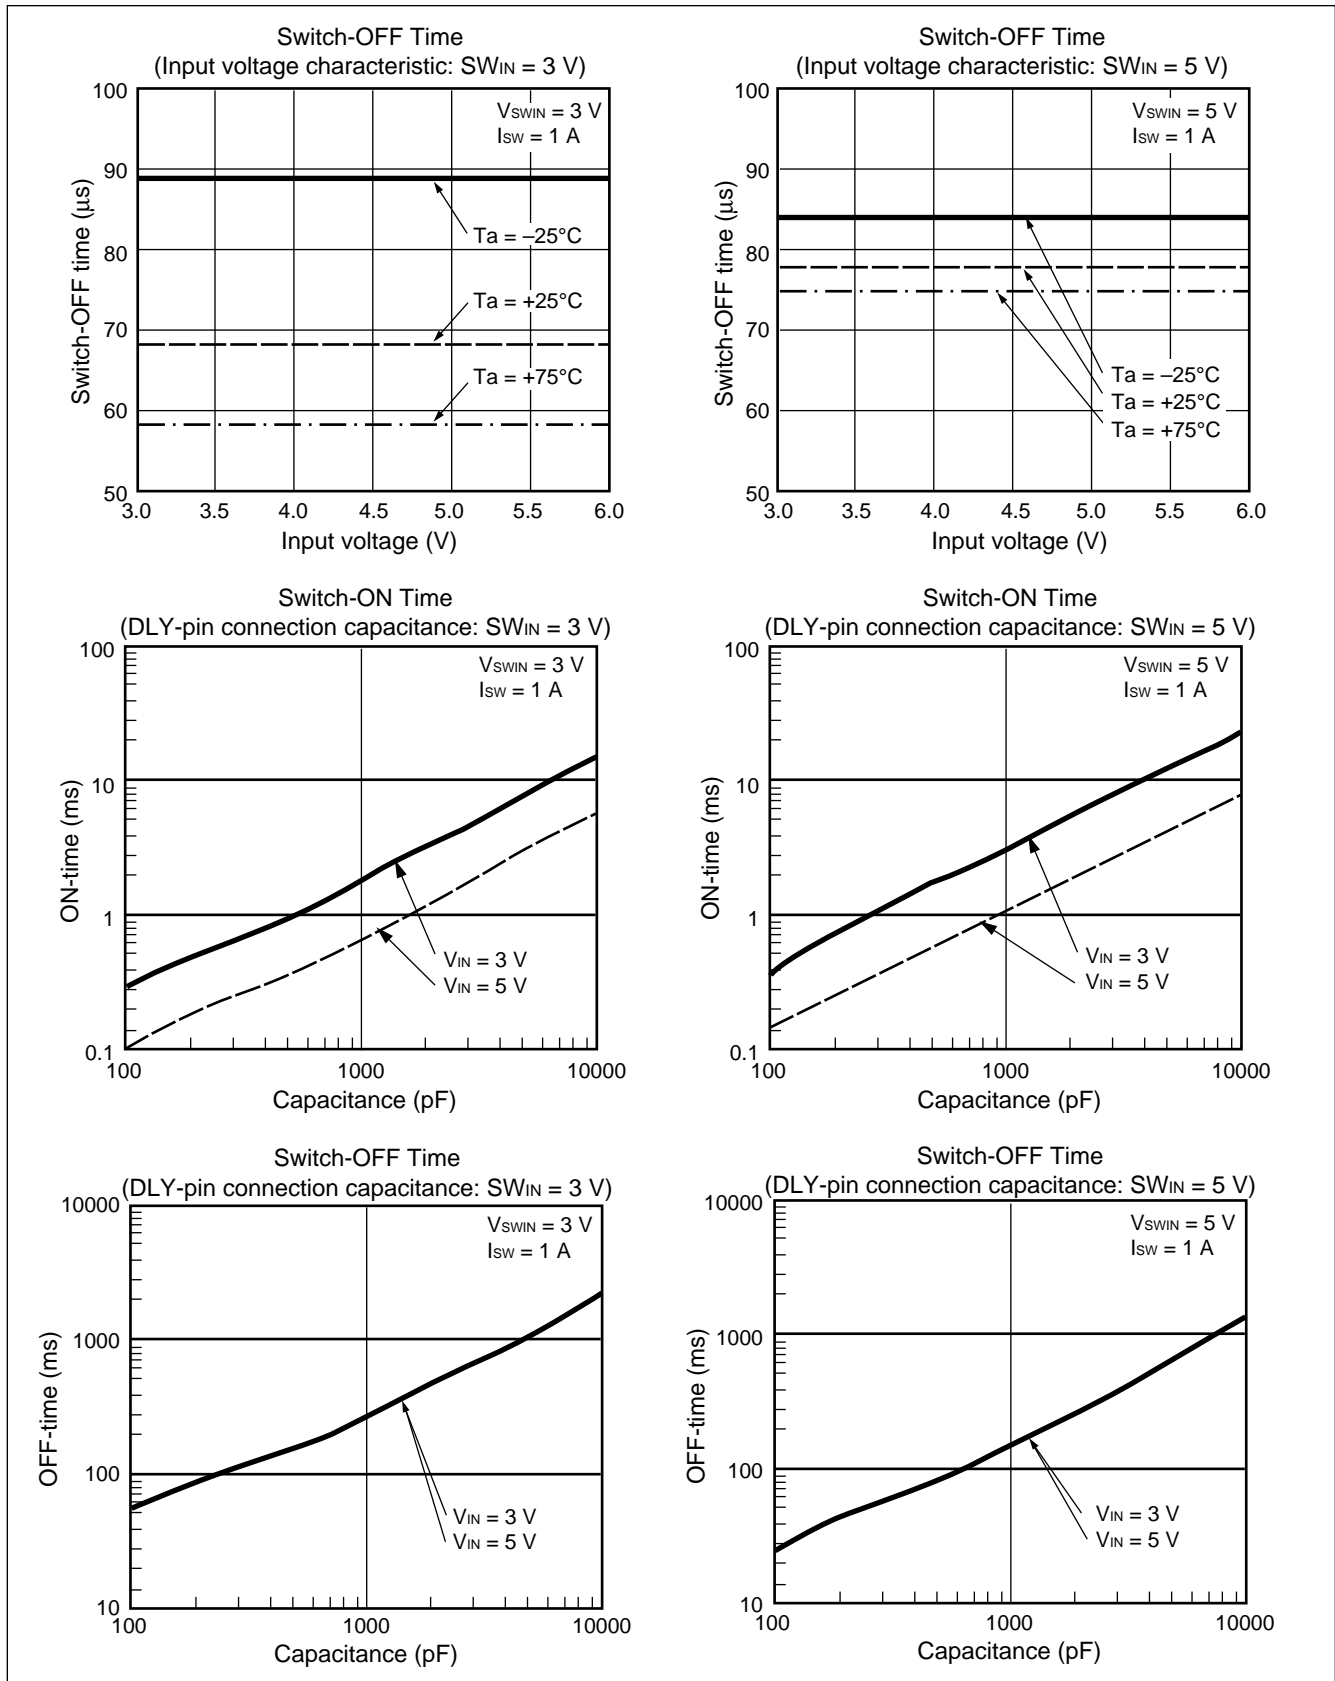 Switch-OFF Time
(Input voltage characteristic: SWIN = 3 V)
100
90
80
70
60
50
Switch-OFF time (µs)
VSWIN = 3 V
ISW = 1 A
Ta = –25°C
Ta = +25°C
Ta = +75°C
3.0 3.5 4.0 4.5 5.0 5.5 6.0
Input voltage (V)
Switch-OFF Time
(Input voltage characteristic: SWIN = 5 V)
100
90
80
70
60
50
Switch-OFF time (µs)
VSWIN = 5 V
ISW = 1 A
Ta = –25°C
Ta = +25°C
Ta = +75°C
3.0 3.5 4.0 4.5 5.0 5.5 6.0
Input voltage (V)
Switch-ON Time
(DLY-pin connection capacitance: SWIN = 3 V)
100
10
1
0.1
ON-time (ms)
VSWIN = 3 V
ISW = 1 A
VIN = 3 V
VIN = 5 V
100 1000 10000
Capacitance (pF)
Switch-ON Time
(DLY-pin connection capacitance: SWIN = 5 V)
100
10
1
0.1
ON-time (ms)
VSWIN = 5 V
ISW = 1 A
VIN = 3 V
VIN = 5 V
100 1000 10000
Capacitance (pF)
Switch-OFF Time
(DLY-pin connection capacitance: SWIN = 3 V)
10000
1000
100
10
OFF-time (ms)
VSWIN = 3 V
ISW = 1 A
VIN = 3 V
VIN = 5 V
100 1000 10000
Capacitance (pF)
Switch-OFF Time
(DLY-pin connection capacitance: SWIN = 5 V)
10000
1000
100
10
OFF-time (ms)
VSWIN = 5 V
ISW = 1 A
VIN = 3 V
VIN = 5 V
100 1000 10000
Capacitance (pF)